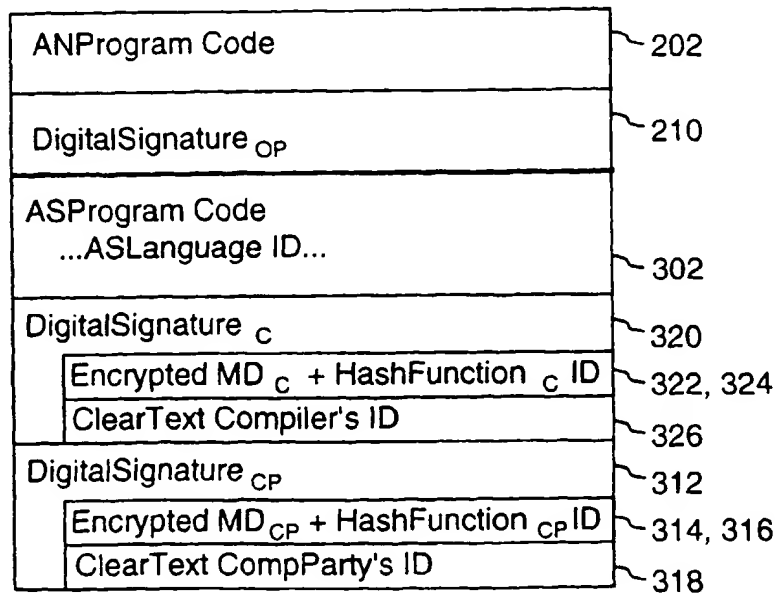 ANProgram Code 202
DigitalSignature OP 210
ASProgram Code
...ASLanguage ID... 302
DigitalSignature C 320
Encrypted MD C + HashFunction C ID 322, 324
ClearText Compiler's ID 326
DigitalSignature CP 312
Encrypted MD CP + HashFunction CP ID 314, 316
ClearText CompParty's ID 318